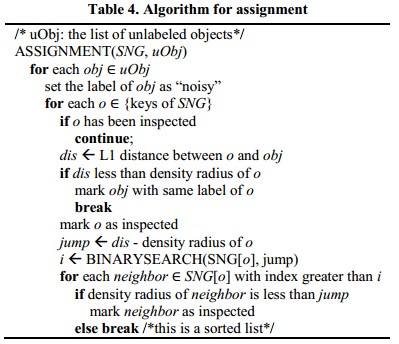 Table 4. Algorithm for assignment
/* uObj: the list of unlabeled objects*/
ASSIGNMENT(SNG, uObj)
for each obj ∈ uObj
set the label of obj as “noisy”
for each o ∈ {keys of SNG}
if o has been inspected
continue;
dis ← L1 distance between o and obj
if dis less than density radius of o
mark obj with same label of o
break
mark o as inspected
jump ← dis - density radius of o
i ← BINARYSEARCH(SNG[o], jump)
for each neighbor ∈ SNG[o] with index greater than i
if density radius of neighbor is less than jump
mark neighbor as inspected
else break /*this is a sorted list*/